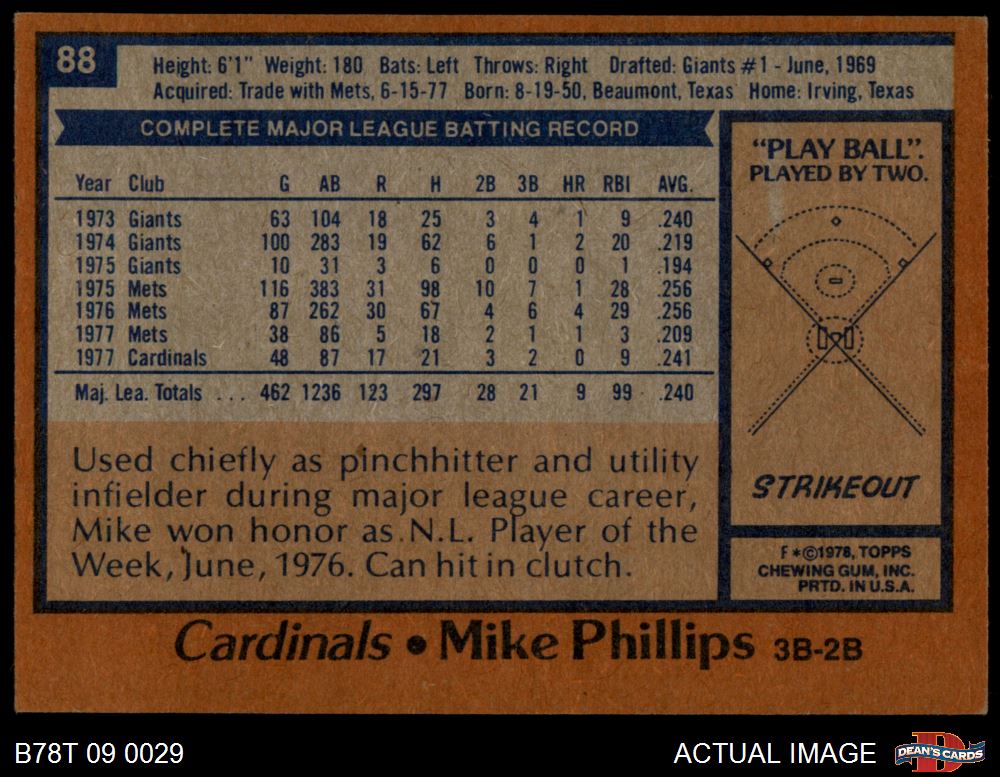 88
Height: 6'1" Weight: 180 Bats: Left Throws: Right Drafted: Giants #1 - June, 1969
Acquired: Trade with Mets, 6-15-77 Born: 8-19-50, Beaumont, Texas Home: Irving, Texas
COMPLETE MAJOR LEAGUE BATTING RECORD
Year Club G AB R H 2B 3B HR RBI AVG.
1973 Giants 63 104 18 25 3 4 1 9 .240
1974 Giants 100 283 19 62 6 1 2 20 .219
1975 Giants 10 31 3 6 0 0 0 1 .194
1975 Mets 116 383 31 98 10 7 1 28 .256
1976 Mets 87 262 30 67 4 6 4 29 .256
1977 Mets 38 86 5 18 2 1 1 3 .209
1977 Cardinals 48 87 17 21 3 2 0 9 .241
Maj. Lea. Totals ... 462 1236 123 297 28 21 9 99 .240
Used chiefly as pinchhitter and utility
infielder during major league career,
Mike won honor as N.L. Player of the
Week, June, 1976. Can hit in clutch.
"PLAY BALL".
PLAYED BY TWO.
STRIKEOUT
F*©1978, TOPPS
CHEWING GUM, INC.
PRTD. IN U.S.A.
Cardinals • Mike Phillips 3B-2B
B78T 09 0029
ACTUAL IMAGE
D
DEAN'S CARDS